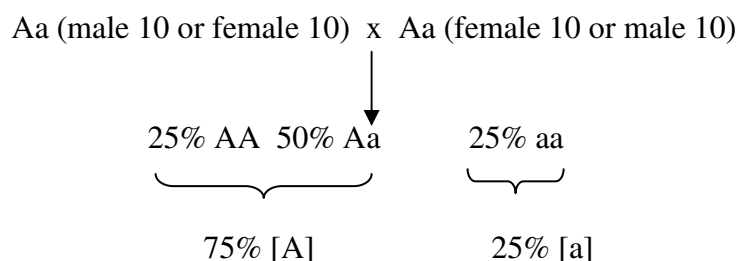 Aa (male 10 or female 10) x Aa (female 10 or male 10)
25% AA 50% Aa 25% aa
75% [A] 25% [a]